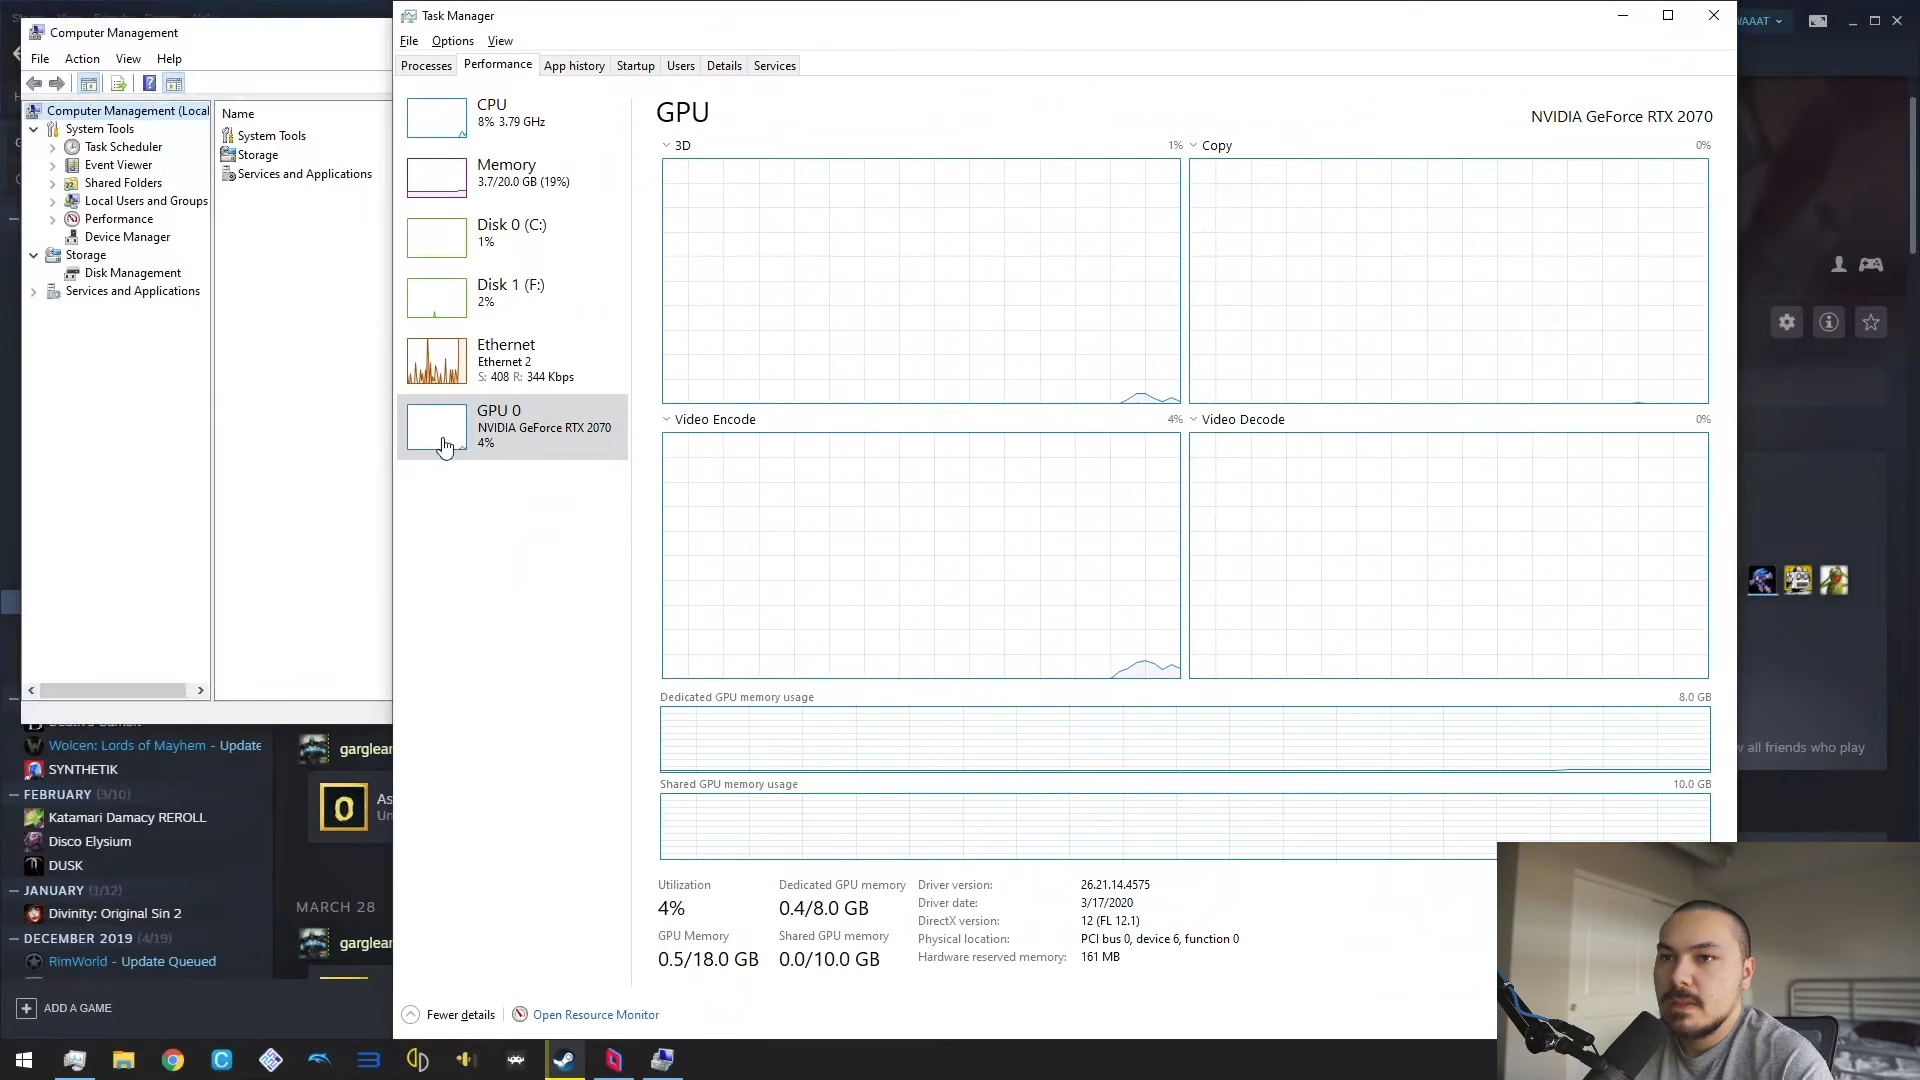 Computer Management
File Action View Help
Computer Management (Local
System Tools
Task Scheduler
Event Viewer
Shared Folders
Local Users and Groups
Performance
Device Manager
Storage
Disk Management
Services and Applications
Name
System Tools
Storage
Services and Applications
Wolcen: Lords of Mayhem - Update
SYNTHETIK
FEBRUARY (3/10)
Katamari Damacy REROLL
Disco Elysium
DUSK
JANUARY (1/12)
Divinity: Original Sin 2
DECEMBER 2019 (4/19)
RimWorld - Update Queued
ADD A GAME
garglear
As
Un
MARCH 28
garglear
Task Manager
File Options View
Processes Performance App history Startup Users Details Services
CPU
8% 3.79 GHz
Memory
3.7/20.0 GB (19%)
Disk 0 (C:)
1%
Disk 1 (F:)
2%
Ethernet
Ethernet 2
S: 408 R: 344 Kbps
GPU 0
NVIDIA GeForce RTX 2070
4%
GPU
NVIDIA GeForce RTX 2070
3D 1% Copy 0%
Video Encode 4% Video Decode 0%
Dedicated GPU memory usage 8.0 GB
Shared GPU memory usage 10.0 GB
Utilization
4%
Dedicated GPU memory
0.4/8.0 GB
GPU Memory
0.5/18.0 GB
Shared GPU memory
0.0/10.0 GB
Driver version: 26.21.14.4575
Driver date: 3/17/2020
DirectX version: 12 (FL 12.1)
Physical location: PCI bus 0, device 6, function 0
Hardware reserved memory: 161 MB
Fewer details
Open Resource Monitor
WAAAT
w all friends who play